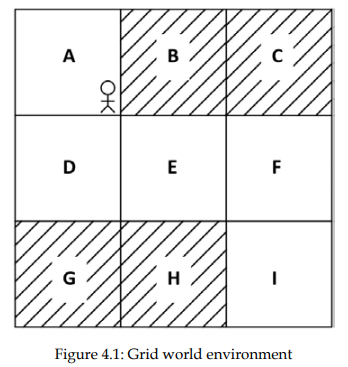 A B C
D E F
G H I
Figure 4.1: Grid world environment